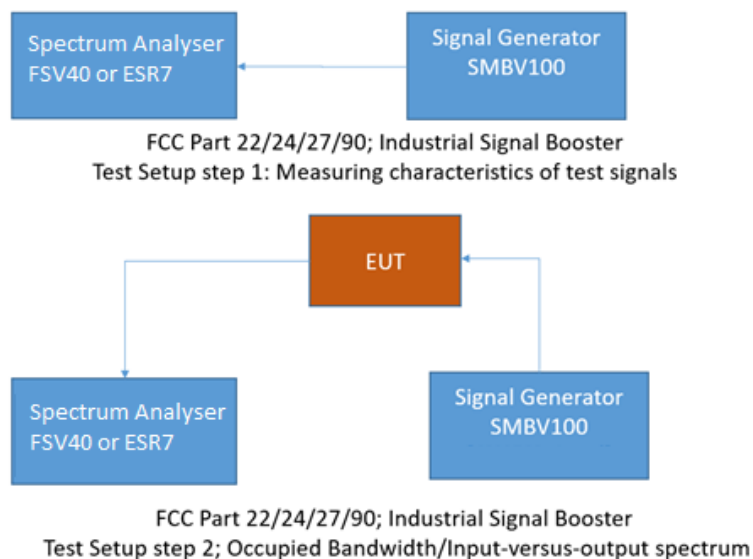 Spectrum Analyser
FSV40 or ESR7
Signal Generator
SMBV100
FCC Part 22/24/27/90; Industrial Signal Booster
Test Setup step 1: Measuring characteristics of test signals
EUT
Spectrum Analyser
FSV40 or ESR7
Signal Generator
SMBV100
FCC Part 22/24/27/90; Industrial Signal Booster
Test Setup step 2; Occupied Bandwidth/Input-versus-output spectrum